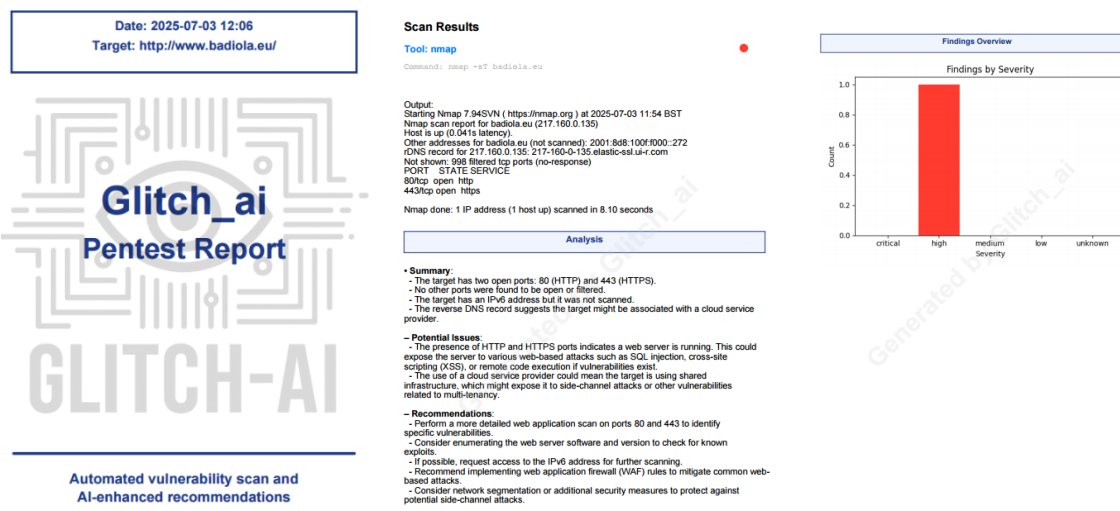 Date: 2025-07-03 12:06
Target: http://www.badiola.eu/
Glitch_ai
Pentest Report
GLITCH-AI
Automated vulnerability scan and
AI-enhanced recommendations
Scan Results
Tool: nmap
Command: nmap -sT badiola.eu
Output:
Starting Nmap 7.94SVN ( https://nmap.org ) at 2025-07-03 11:54 BST
Nmap scan report for badiola.eu (217.160.0.135)
Host is up (0.041s latency).
Other addresses for badiola.eu (not scanned): 2001:8d8:100f:f000::272
rDNS record for 217.160.0.135: 217-160-0-135.elastic-ssl.ui-r.com
Not shown: 998 filtered tcp ports (no-response)
PORT STATE SERVICE
80/tcp open http
443/tcp open https
Nmap done: 1 IP address (1 host up) scanned in 8.10 seconds
Analysis
• Summary:
- The target has two open ports: 80 (HTTP) and 443 (HTTPS).
- No other ports were found to be open or filtered.
- The target has an IPv6 address but it was not scanned.
- The reverse DNS record suggests the target might be associated with a cloud service
provider.
– Potential Issues:
- The presence of HTTP and HTTPS ports indicates a web server is running. This could
expose the server to various web-based attacks such as SQL injection, cross-site
scripting (XSS), or remote code execution if vulnerabilities exist.
- The use of a cloud service provider could mean the target is using shared
infrastructure, which might expose it to side-channel attacks or other vulnerabilities
related to multi-tenancy.
– Recommendations:
- Perform a more detailed web application scan on ports 80 and 443 to identify
specific vulnerabilities.
- Consider enumerating the web server software and version to check for known
exploits.
- If possible, request access to the IPv6 address for further scanning.
- Recommend implementing web application firewall (WAF) rules to mitigate common web-
based attacks.
- Consider network segmentation or additional security measures to protect against
potential side-channel attacks.
Findings Overview
Findings by Severity
1.0
0.8
0.6
0.4
0.2
0.0
Count
critical high medium low unknown
Severity
Generated by Glitch_ai